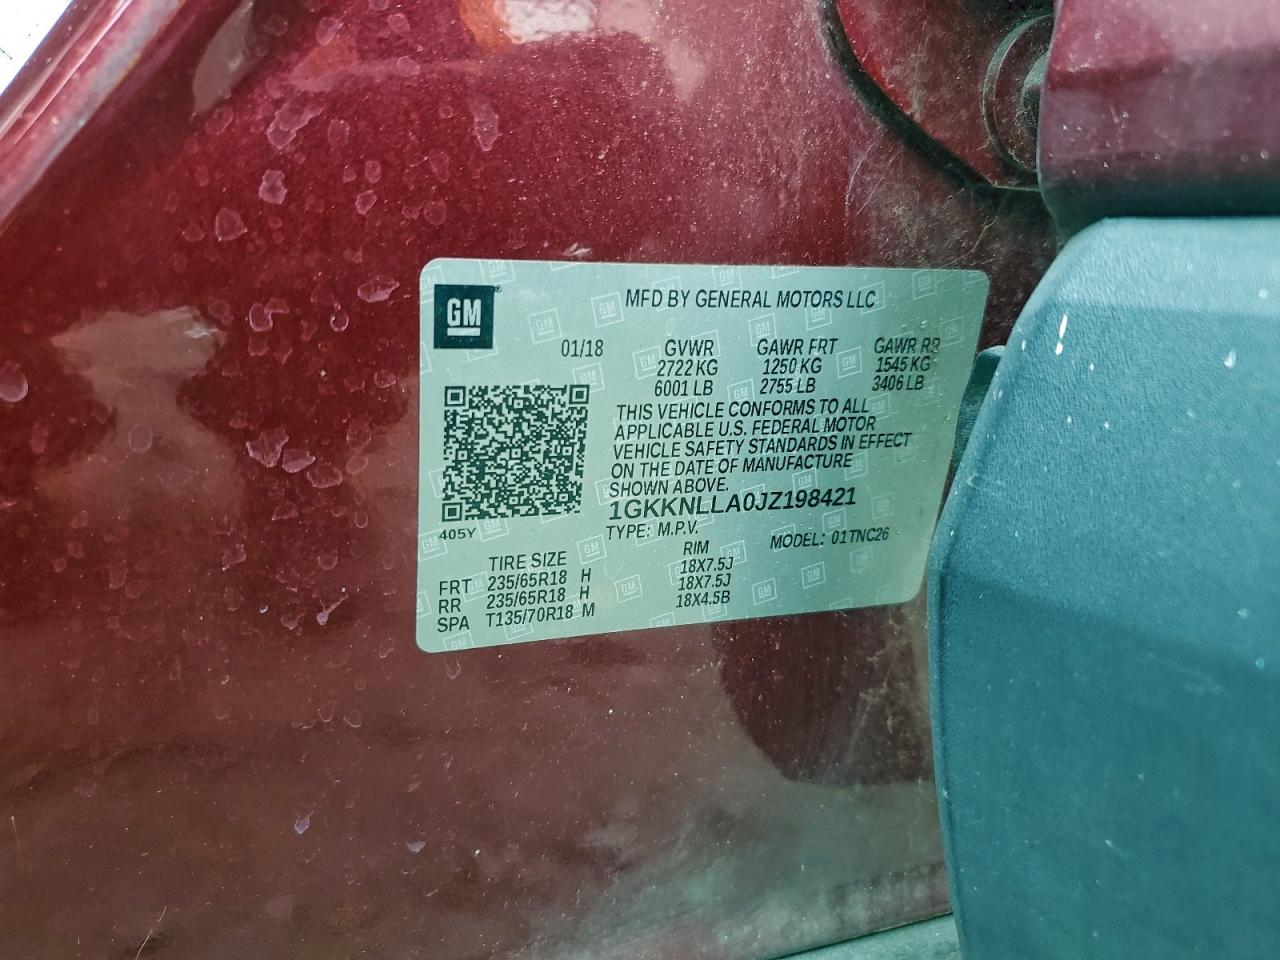 GM
MFD BY GENERAL MOTORS LLC
01/18 GVWR GAWR FRT GAWR RR
2722 KG 1250 KG 1545 KG
6001 LB 2755 LB 3406 LB
THIS VEHICLE CONFORMS TO ALL
APPLICABLE U.S. FEDERAL MOTOR
VEHICLE SAFETY STANDARDS IN EFFECT
ON THE DATE OF MANUFACTURE
SHOWN ABOVE.
1GKKNLLA0JZ198421
405Y TYPE: M.P.V. MODEL: 01TNC26
TIRE SIZE RIM
FRT 235/65R18 H 18X7.5J
RR 235/65R18 H 18X7.5J
SPA T135/70R18 M 18X4.5B